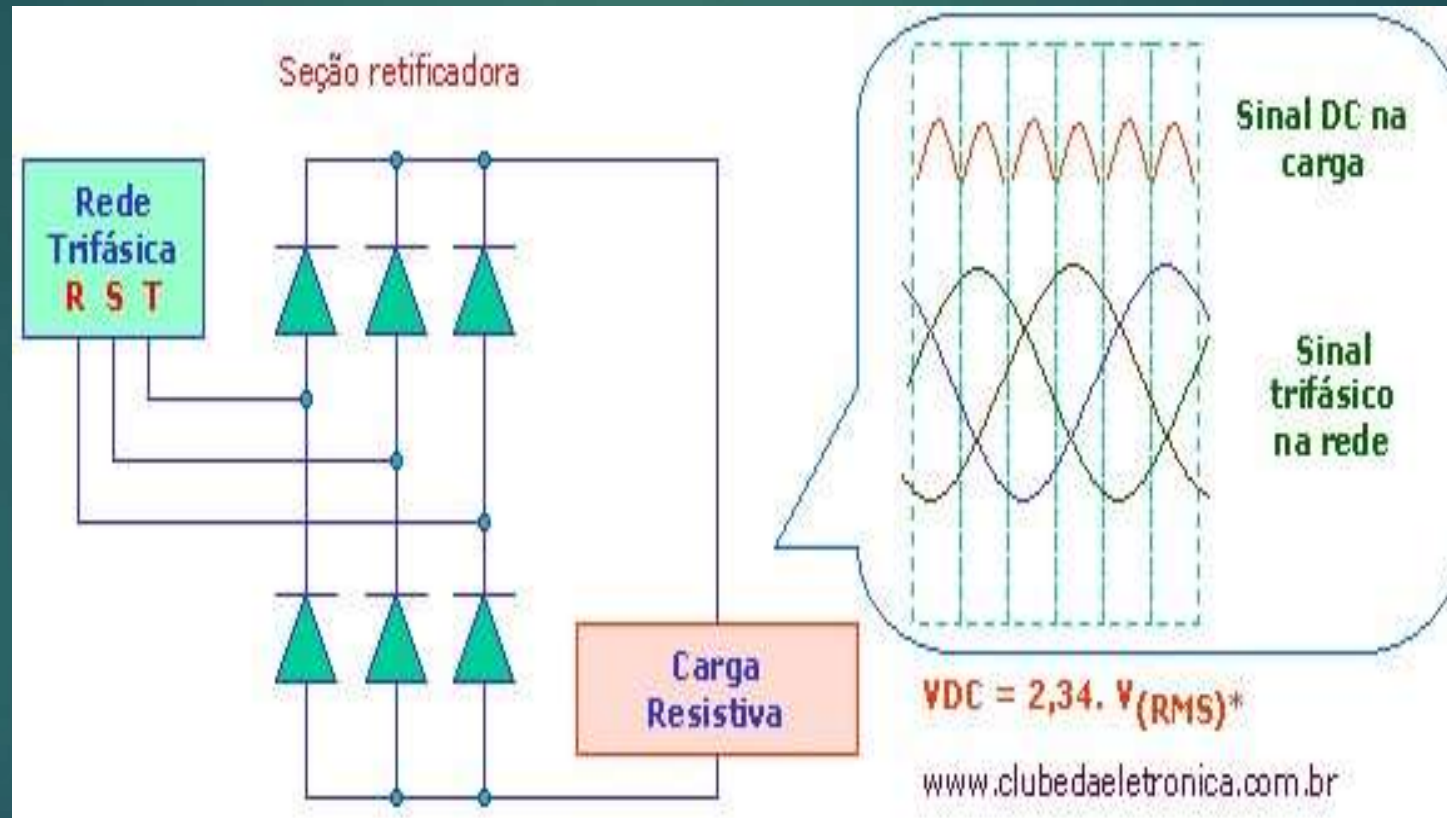 Seção retificadora
Rede
Trifásica
R S T
Carga
Resistiva
Sinal DC na
carga
Sinal
trifásico
na rede
VDC = 2,34. V(RMS)*
www.clubedaeletronica.com.br